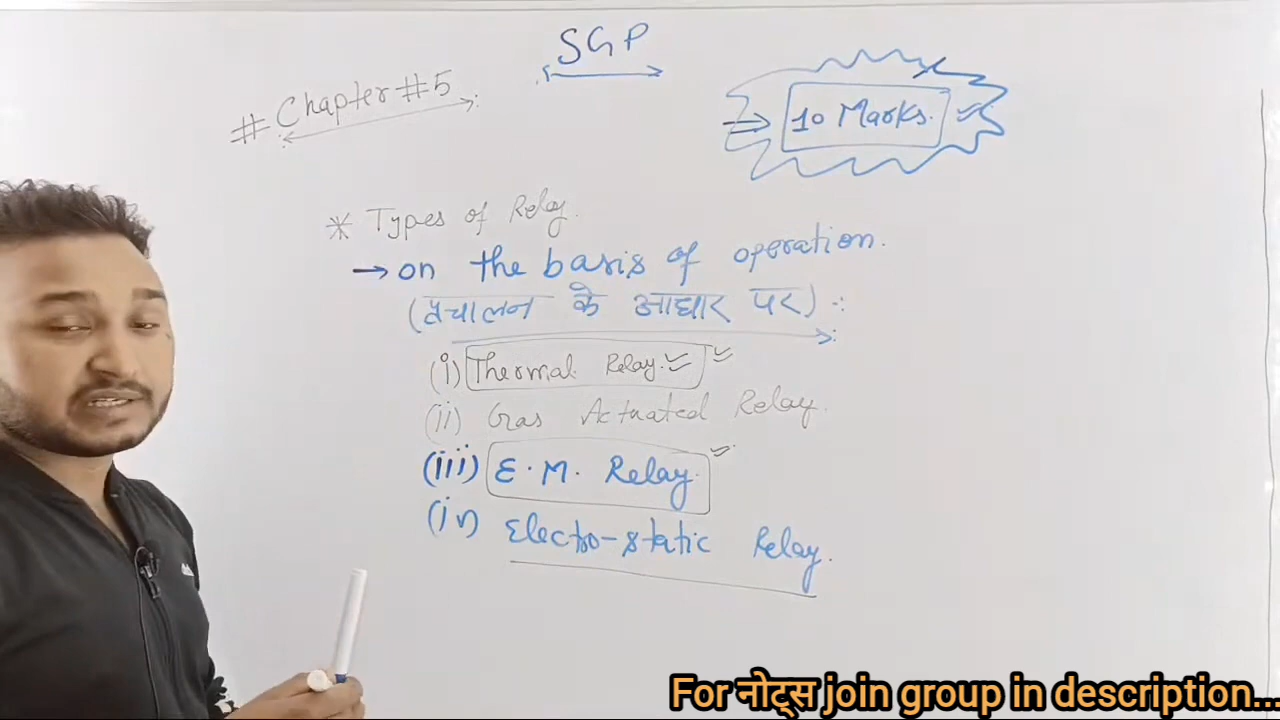 SGP
# Chapter #5
→ 10 Marks.
* Types of Relay.
→ on the basis of operation.
(संचालन के आधार पर)
(i) Thermal Relay.
(ii) Gas Actuated Relay.
(iii) E.M. Relay.
(iv) Electro-static Relay.
For नोट्स join group in description...